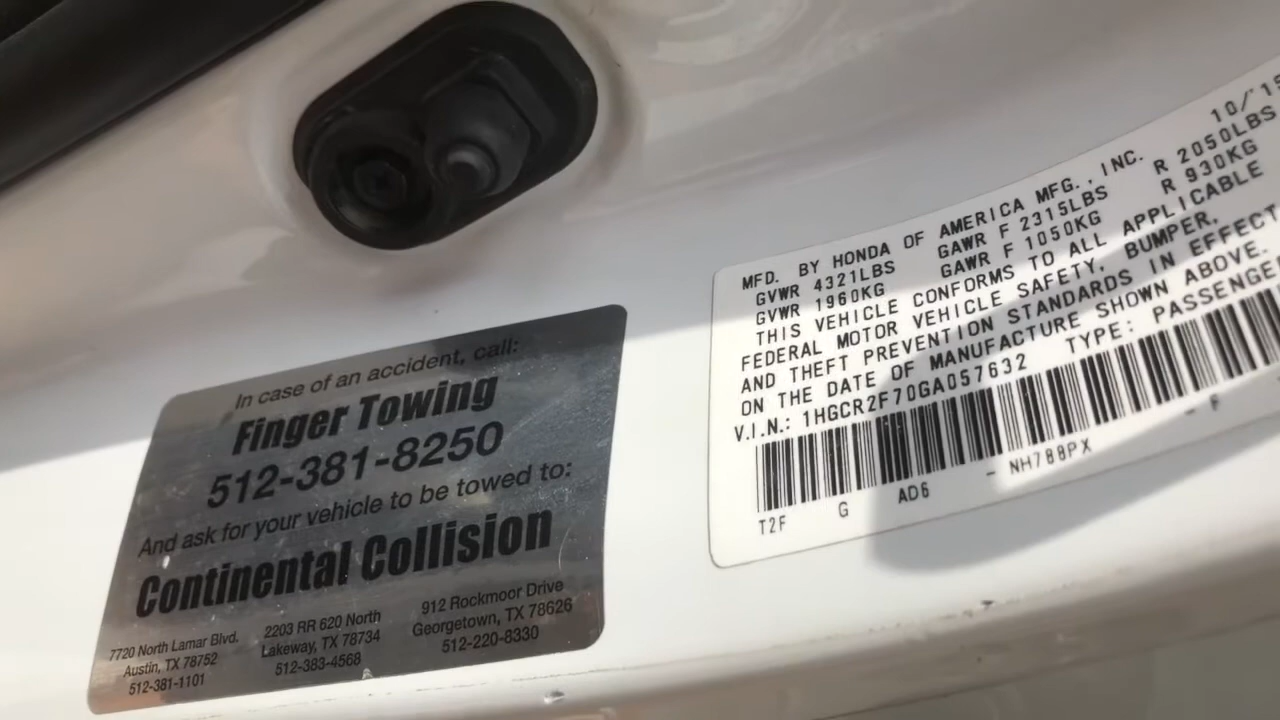 In case of an accident, call:
Finger Towing
512-381-8250
And ask for your vehicle to be towed to:
Continental Collision
7720 North Lamar Blvd.
Austin, TX 78752
512-381-1101
2203 RR 620 North
Lakeway, TX 78734
512-383-4568
912 Rockmoor Drive
Georgetown, TX 78626
512-220-8330
MFD. BY HONDA OF AMERICA MFG., INC. 10/'15
GVWR 4321LBS GAWR F 2315LBS R 2050LBS
GVWR 1960KG GAWR F 1050KG R 930KG
THIS VEHICLE CONFORMS TO ALL APPLICABLE
FEDERAL MOTOR VEHICLE SAFETY, BUMPER,
AND THEFT PREVENTION STANDARDS IN EFFECT
ON THE DATE OF MANUFACTURE SHOWN ABOVE.
V.I.N.: 1HGCR2F70GA057632 TYPE: PASSENGE
T2F G AD6 - NH788PX - F